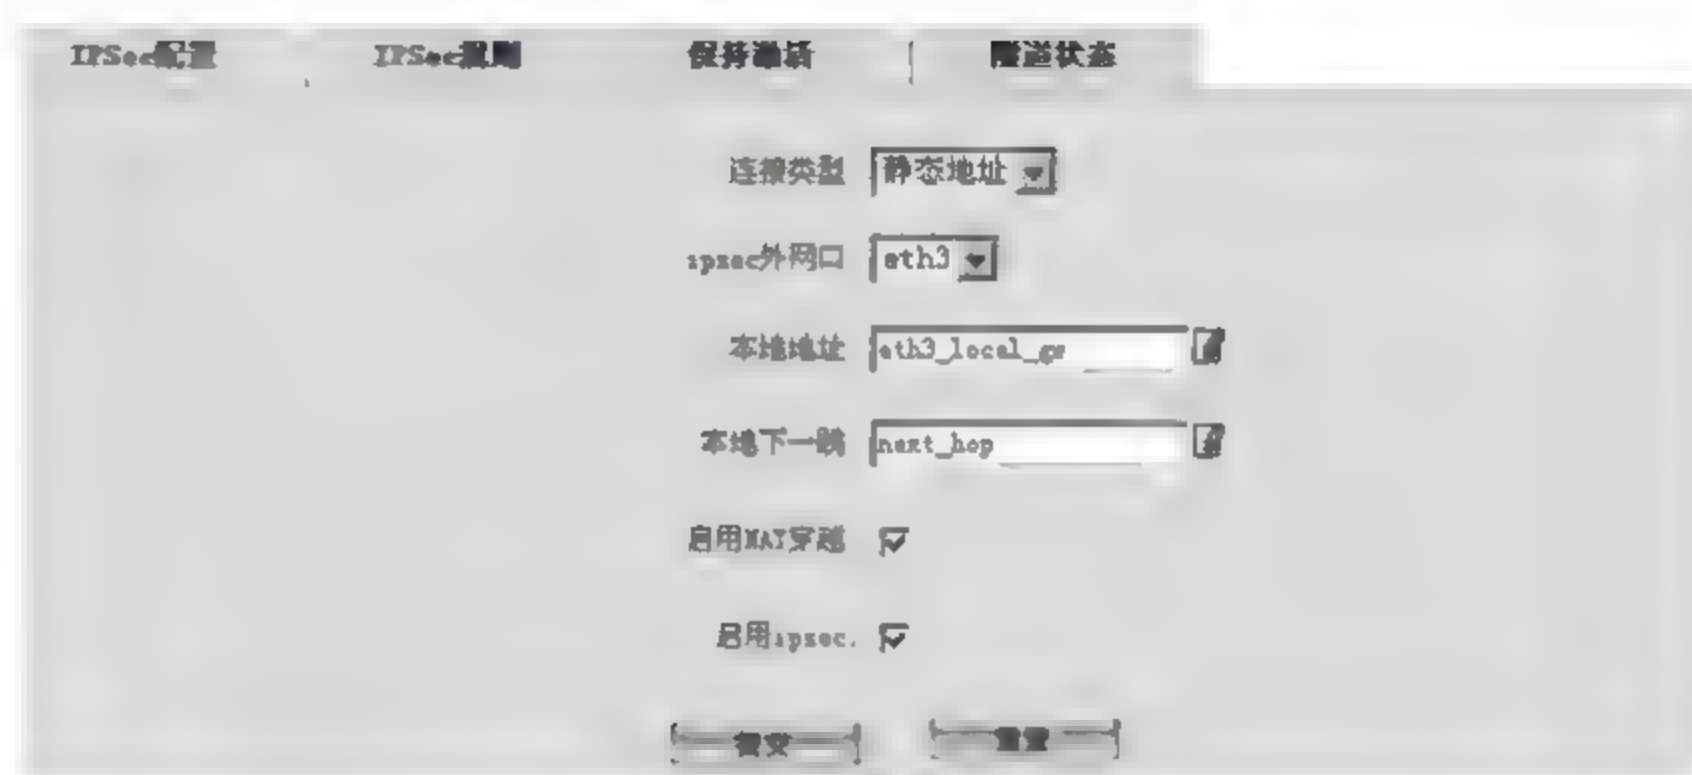 IPSec配置 IPSec规则 保持激活 隧道状态
连接类型 静态地址
ipsec外网口 eth3
本地地址 eth3_local_gw
本地下一跳 next_hop
启用NAT穿越
启用ipsec:
提交 重置